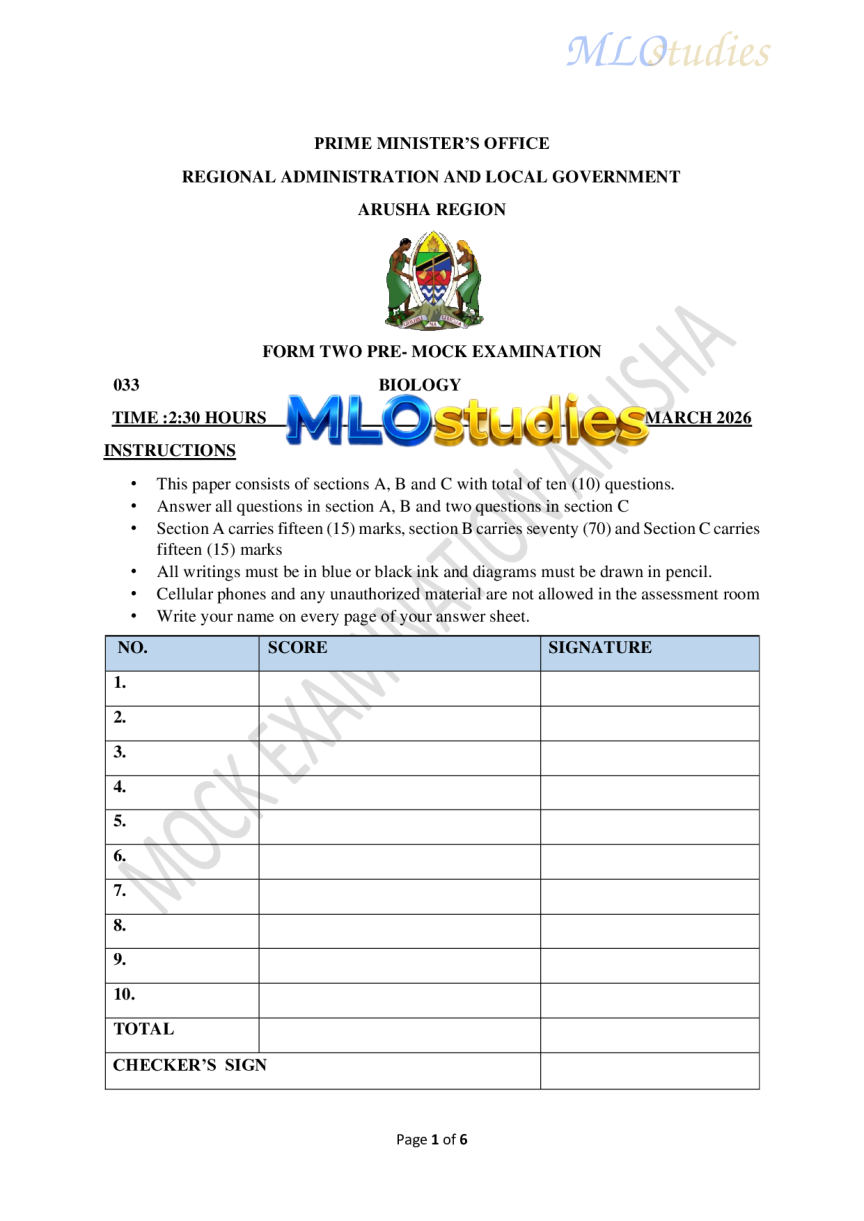 MLOstudies
PRIME MINISTER'S OFFICE
REGIONAL ADMINISTRATION AND LOCAL GOVERNMENT
ARUSHA REGION
FORM TWO PRE- MOCK EXAMINATION
033 BIOLOGY
TIME :2:30 HOURS MLOstudies MARCH 2026
INSTRUCTIONS
• This paper consists of sections A, B and C with total of ten (10) questions.
• Answer all questions in section A, B and two questions in section C
• Section A carries fifteen (15) marks, section B carries seventy (70) and Section C carries
fifteen (15) marks
• All writings must be in blue or black ink and diagrams must be drawn in pencil.
• Cellular phones and any unauthorized material are not allowed in the assessment room
• Write your name on every page of your answer sheet.
MOCK EXAMINATION ARUSHA
NO. SCORE SIGNATURE
1.
2.
3.
4.
5.
6.
7.
8.
9.
10.
TOTAL
CHECKER'S SIGN
Page 1 of 6